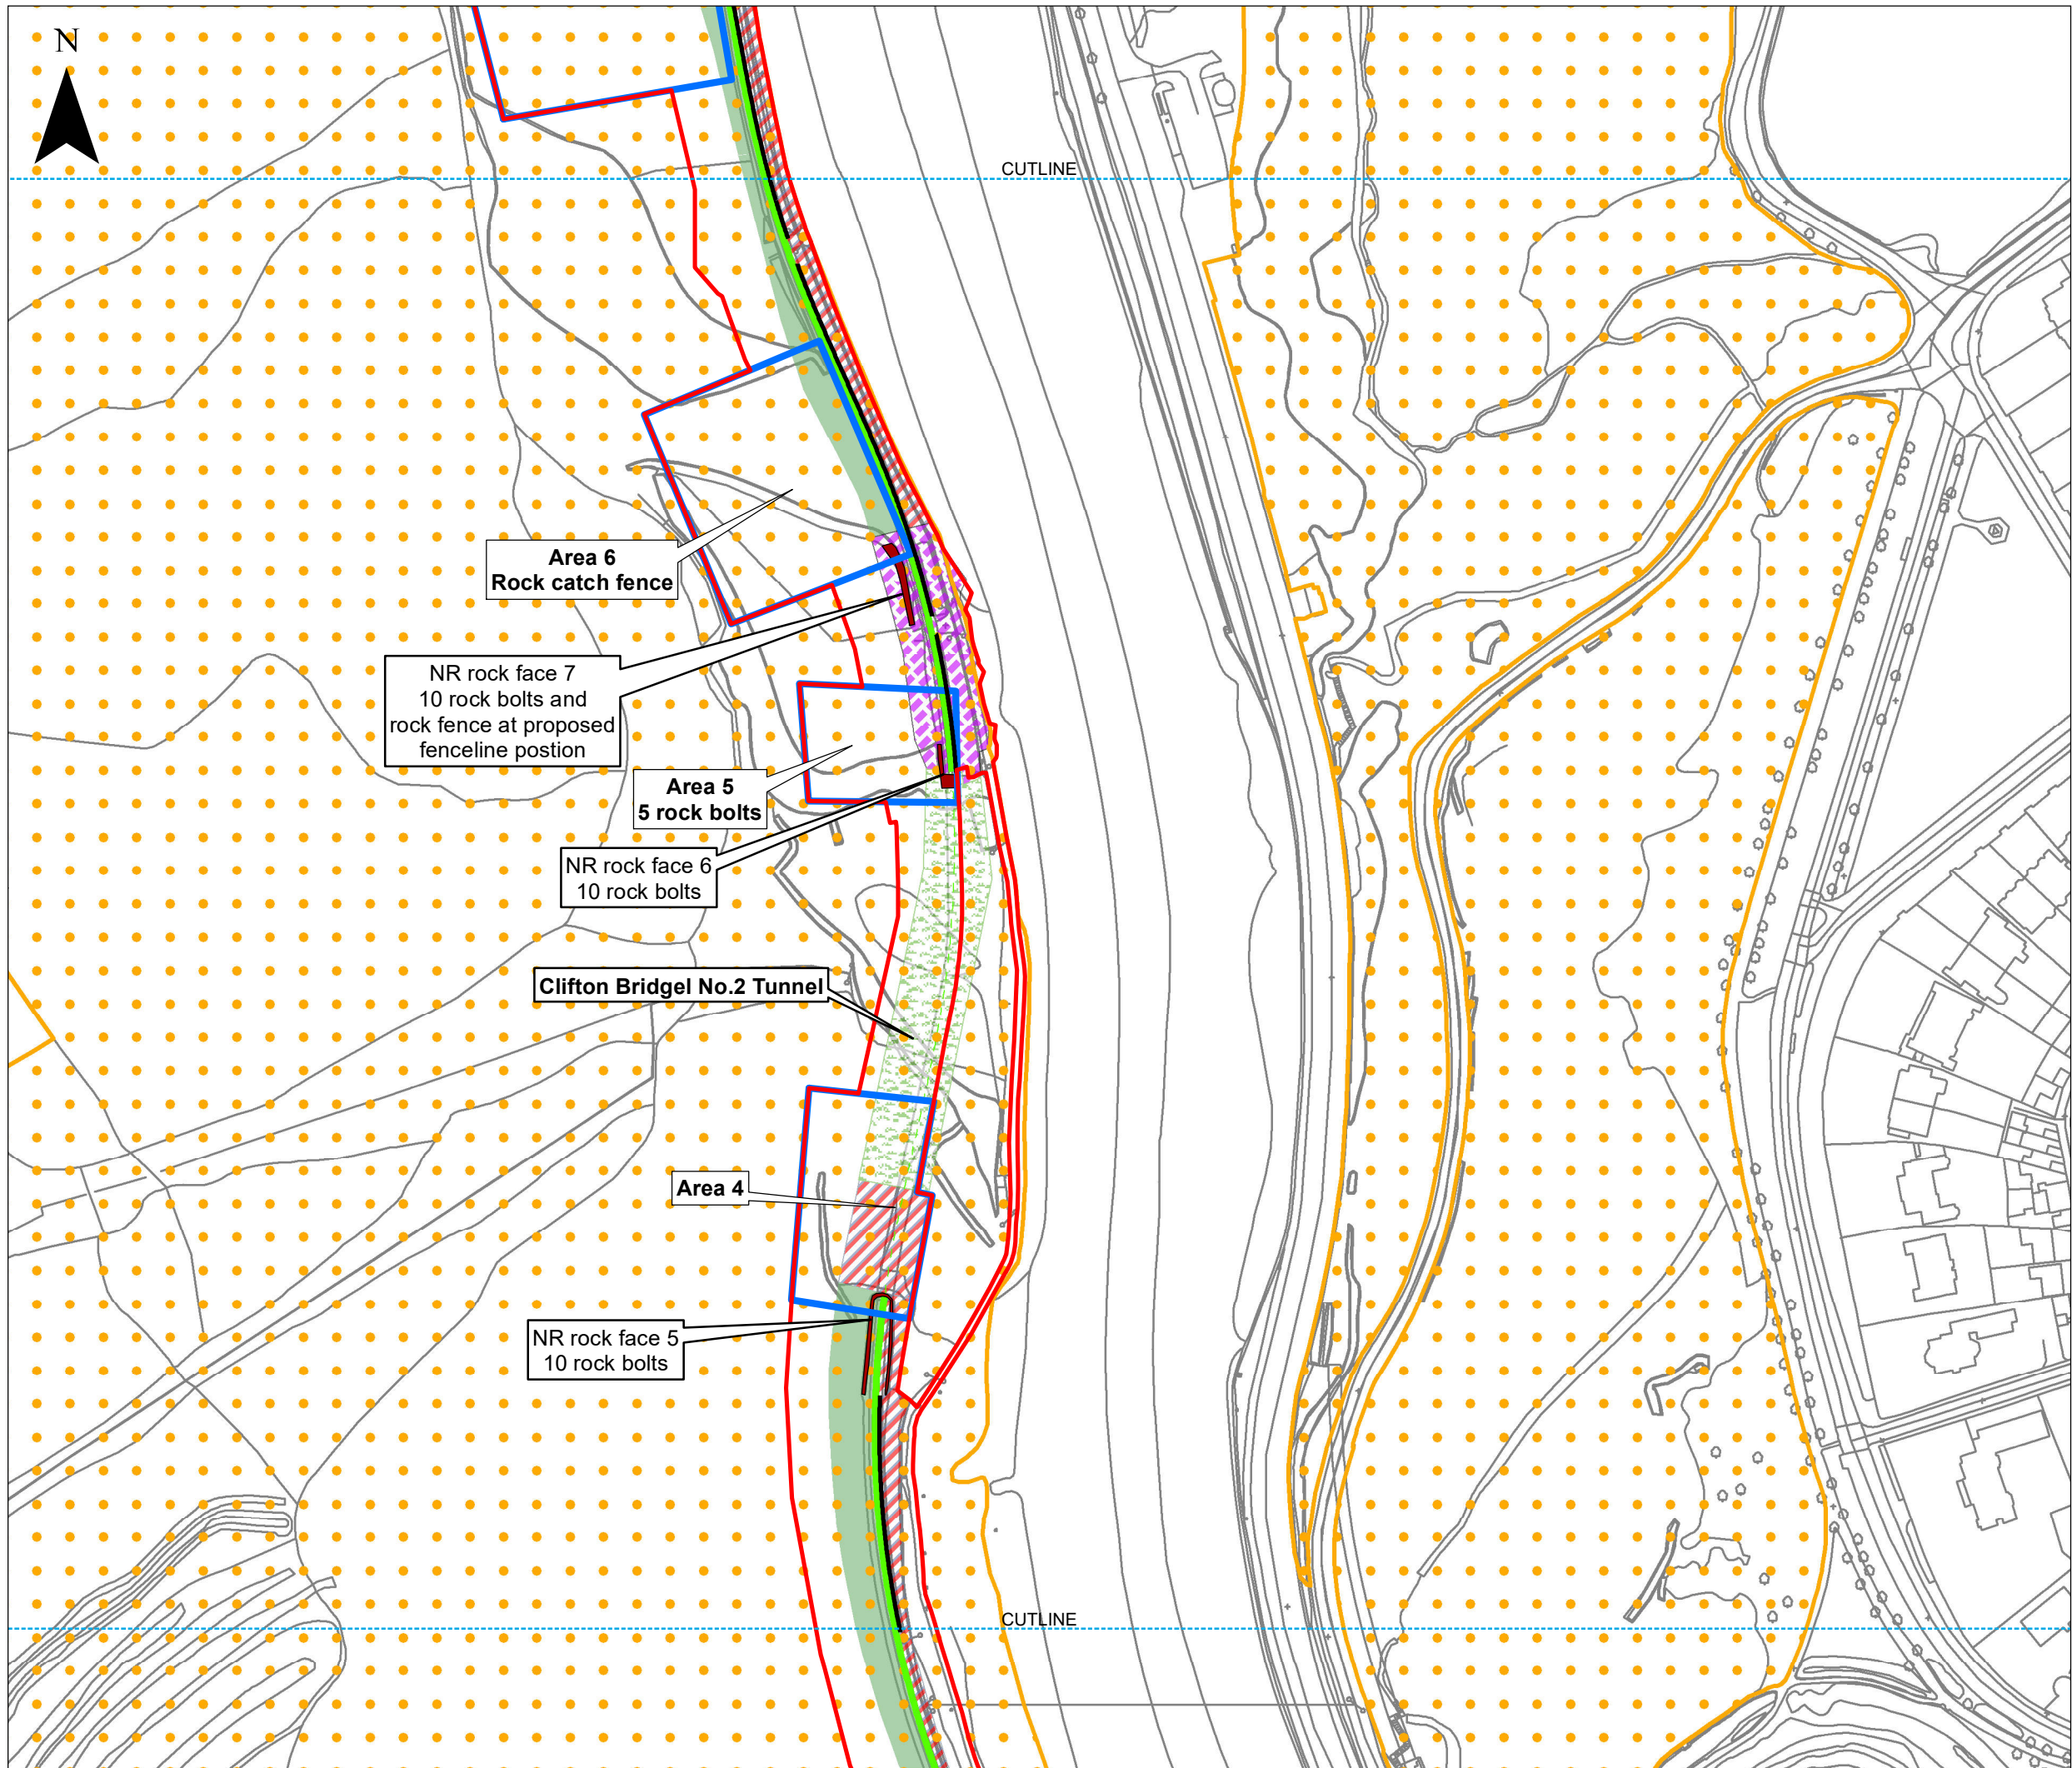 N
CUTLINE
Area 6
Rock catch fence
NR rock face 7
10 rock bolts and
rock fence at proposed
fenceline postion
Area 5
5 rock bolts
NR rock face 6
10 rock bolts
Clifton Bridgel No.2 Tunnel
Area 4
NR rock face 5
10 rock bolts
CUTLINE